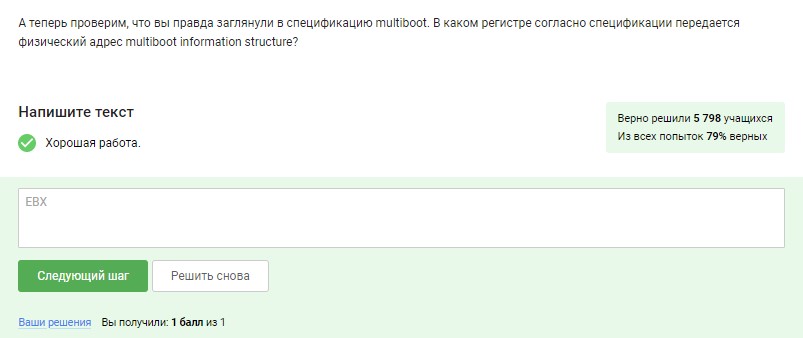 А теперь проверим, что вы правда заглянули в спецификацию multiboot. В каком регистре согласно спецификации передается
физический адрес multiboot information structure?
Напишите текст
Верно решили 5 798 учащихся
Из всех попыток 79% верных
Хорошая работа.
EBX
Следующий шаг
Решить снова
Ваши решения Вы получили: 1 балл из 1